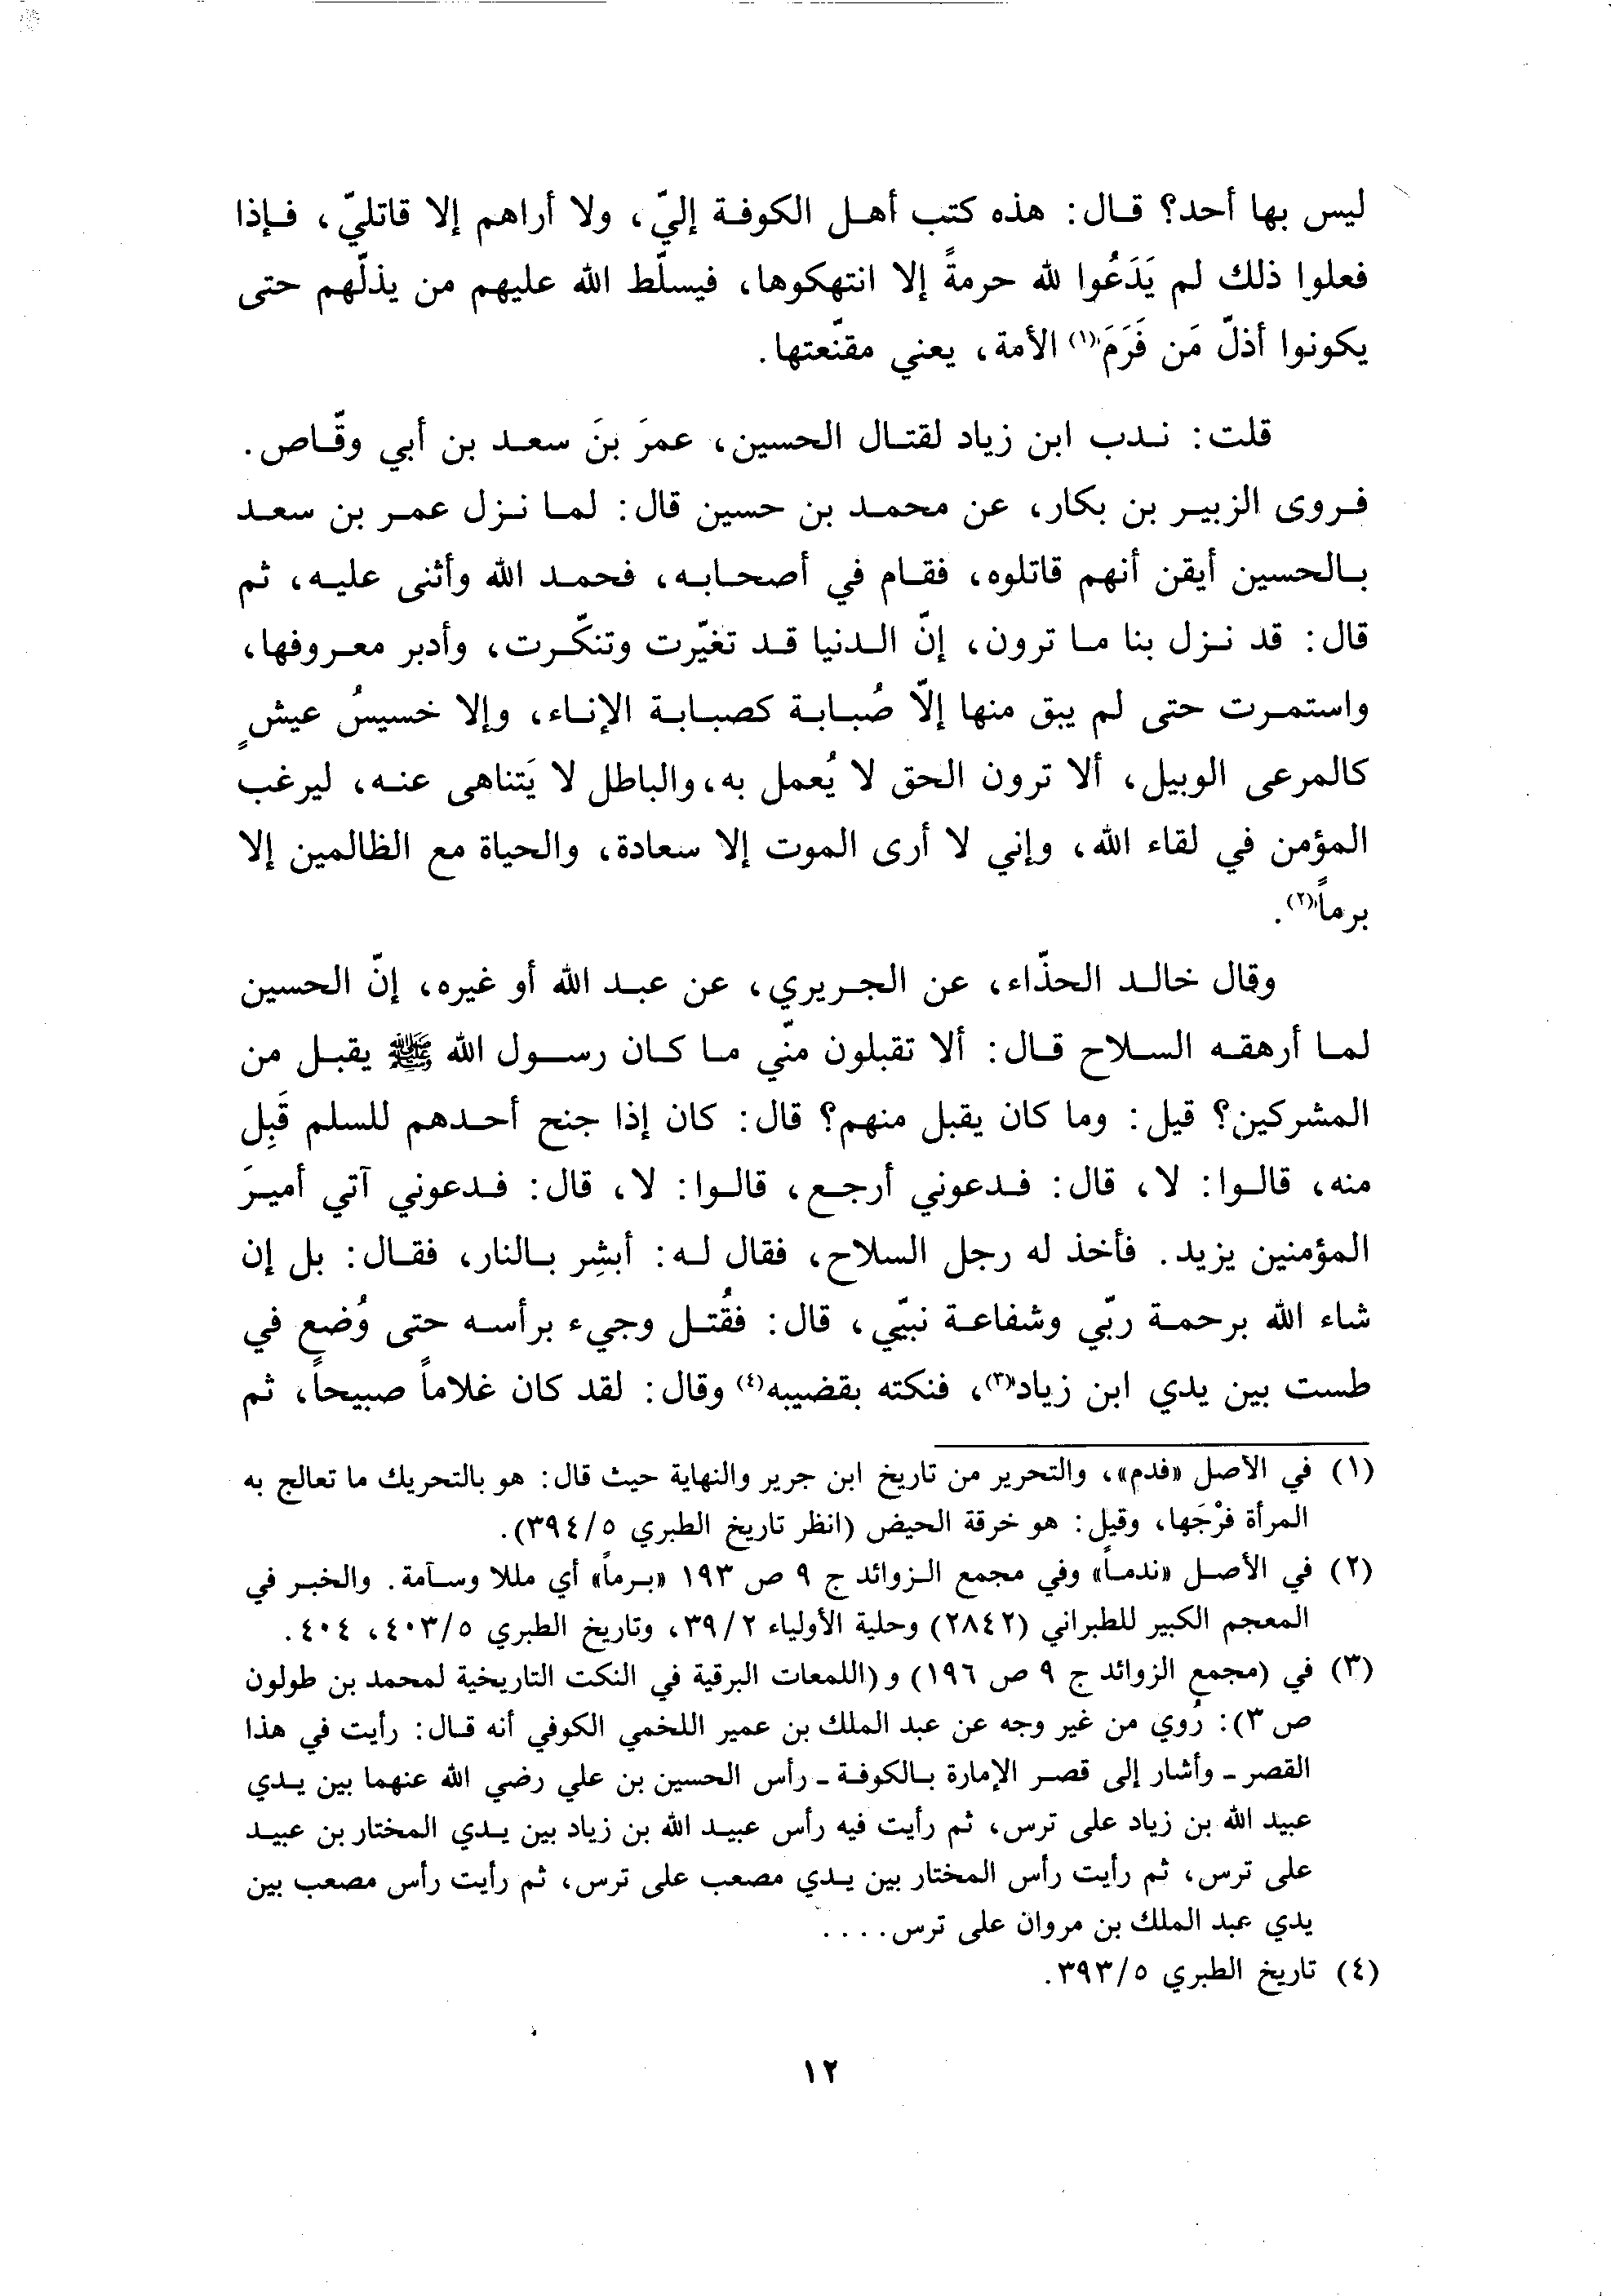 ليس بها أحد؟ قال: هذه كتب أهل الكوفة إليّ، ولا أراهم إلا قاتليّ، فإذا
فعلوا ذلك لم يَدَعُوا لله حرمةً إلا انتهكوها، فيسلّط الله عليهم من يذلّهم حتى
يكونوا أذلّ مَن فَرَمَ(١) الأمة، يعني مقنّعتها.
قلت: ندب ابن زياد لقتال الحسين، عمرَ بنَ سعد بن أبي وقّاص.
فروى الزبير بن بكار، عن محمد بن حسين قال: لما نزل عمر بن سعد
بالحسين أيقن أنهم قاتلوه، فقام في أصحابه، فحمد الله وأثنى عليه، ثم
قال: قد نزل بنا ما ترون، إنّ الدنيا قد تغيّرت وتنكّرت، وأدبر معروفها،
واستمرت حتى لم يبق منها إلّا صُبابة كصبابة الإناء، وإلا خسيسُ عيشٍ
كالمرعى الوبيل، ألا ترون الحق لا يُعمل به، والباطل لا يَتناهى عنه، ليرغب
المؤمن في لقاء الله، وإني لا أرى الموت إلا سعادة، والحياة مع الظالمين إلا
برماً(٢).
وقال خالد الحذّاء، عن الجريري، عن عبد الله أو غيره، إنّ الحسين
لما أرهقه السلاح قال: ألا تقبلون منّي ما كان رسول الله ﷺ يقبل من
المشركين؟ قيل: وما كان يقبل منهم؟ قال: كان إذا جنح أحدهم للسلم قَبِل
منه، قالوا: لا، قال: فدعوني أرجع، قالوا: لا، قال: فدعوني آتي أميرَ
المؤمنين يزيد. فأخذ له رجل السلاح، فقال له: أبشِر بالنار، فقال: بل إن
شاء الله برحمة ربّي وشفاعة نبيّي، قال: فقُتل وجيء برأسه حتى وُضع في
طست بين يدي ابن زياد(٣)، فنكته بقضيبه(٤) وقال: لقد كان غلاماً صبيحاً، ثم
(١) في الأصل «فدم»، والتحرير من تاريخ ابن جرير والنهاية حيث قال: هو بالتحريك ما تعالج به
المرأة فرْجَها، وقيل: هو خرقة الحيض (انظر تاريخ الطبري ٣٩٤/٥).
(٢) في الأصل «ندماً» وفي مجمع الزوائد ج ٩ ص ١٩٣ «برماً» أي مللا وسآمة. والخبر في
المعجم الكبير للطبراني (٢٨٤٢) وحلية الأولياء ٣٩/٢، وتاريخ الطبري ٤٠٣/٥، ٤٠٤.
(٣) في (مجمع الزوائد ج ٩ ص ١٩٦) و(اللمعات البرقية في النكت التاريخية لمحمد بن طولون
ص ٣): رُوي من غير وجه عن عبد الملك بن عمير اللخمي الكوفي أنه قال: رأيت في هذا
القصر - وأشار إلى قصر الإمارة بالكوفة - رأس الحسين بن علي رضي الله عنهما بين يدي
عبيد الله بن زياد على ترس، ثم رأيت فيه رأس عبيد الله بن زياد بين يدي المختار بن عبيد
على ترس، ثم رأيت رأس المختار بين يدي مصعب على ترس، ثم رأيت رأس مصعب بين
يدي عبد الملك بن مروان على ترس....
(٤) تاريخ الطبري ٣٩٣/٥.
١٢